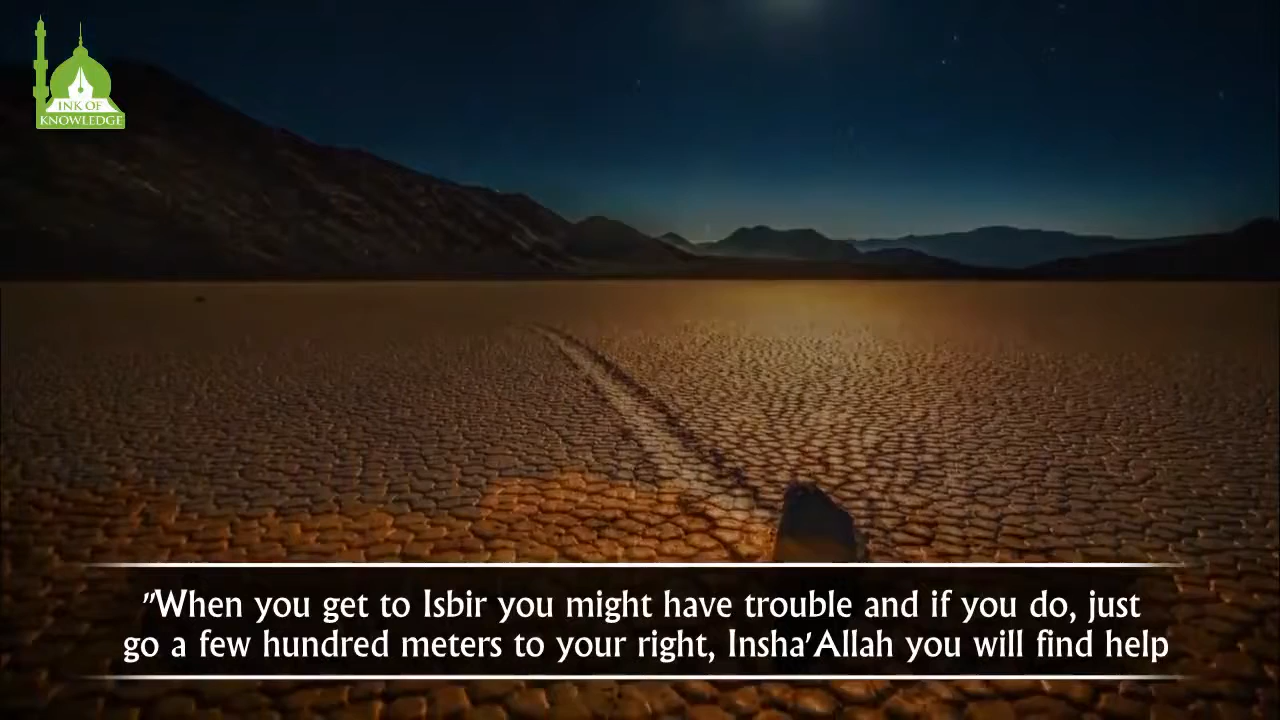 INK OF
KNOWLEDGE
"When you get to Isbir you might have trouble and if you do, just
go a few hundred meters to your right, Insha'Allah you will find help